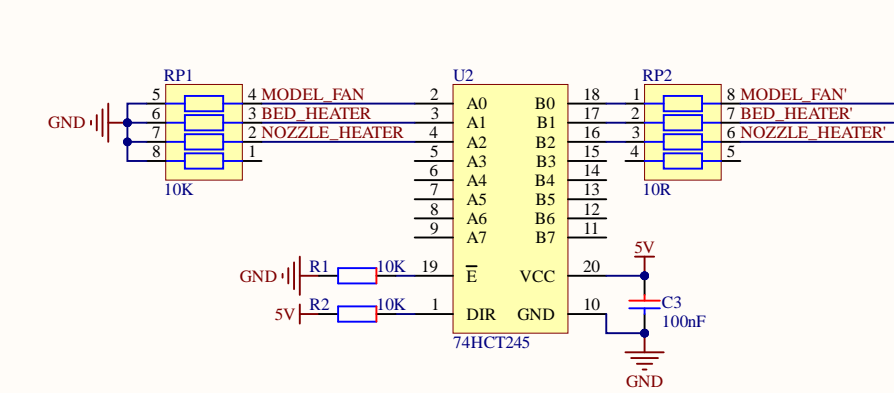 RP1 U2 RP2
5 4 MODEL_FAN 2 A0 B0 18 1 8 MODEL_FAN'
6 3 BED_HEATER 3 A1 B1 17 2 7 BED_HEATER'
GND
7 2 NOZZLE_HEATER 4 A2 B2 16 3 6 NOZZLE_HEATER'
8 1 5 A3 B3 15 4 5
6 A4 B4 14
10K 7 A5 B5 13 10R
8 A6 B6 12
9 A7 B7 11
5V
GND R1 10K 19 E̅ VCC 20
C3
5V R2 10K 1 DIR GND 10
100nF
74HCT245
GND